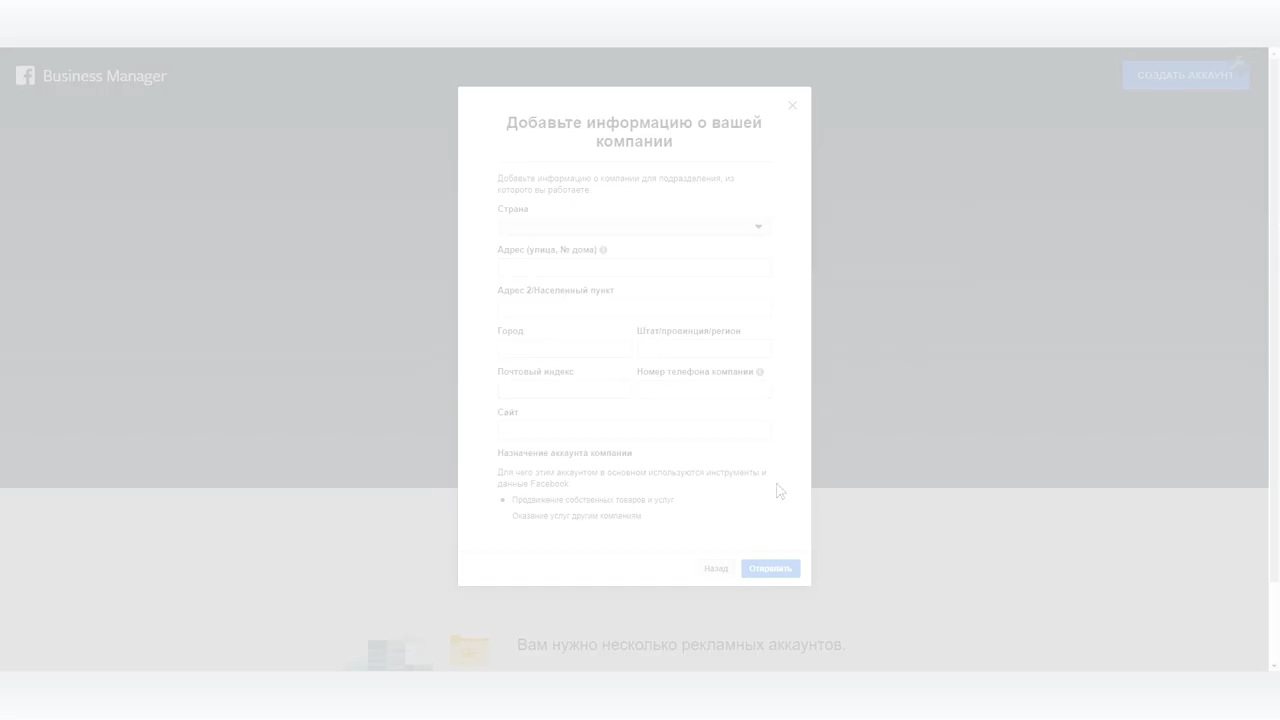 Business Manager
СОЗДАТЬ АККАУНТ
Добавьте информацию о вашей
компании
Добавьте информацию о компании для подразделения, из
которого вы работаете.
Страна
Адрес (улица, № дома)
Адрес 2/Населенный пункт
Город
Штат/провинция/регион
Почтовый индекс
Номер телефона компании
Сайт
Назначение аккаунта компании
Для чего этим аккаунтом в основном используются инструменты и
данные Facebook:
Продвижение собственных товаров и услуг
Оказание услуг другим компаниям
Назад
Отправить
Вам нужно несколько рекламных аккаунтов.